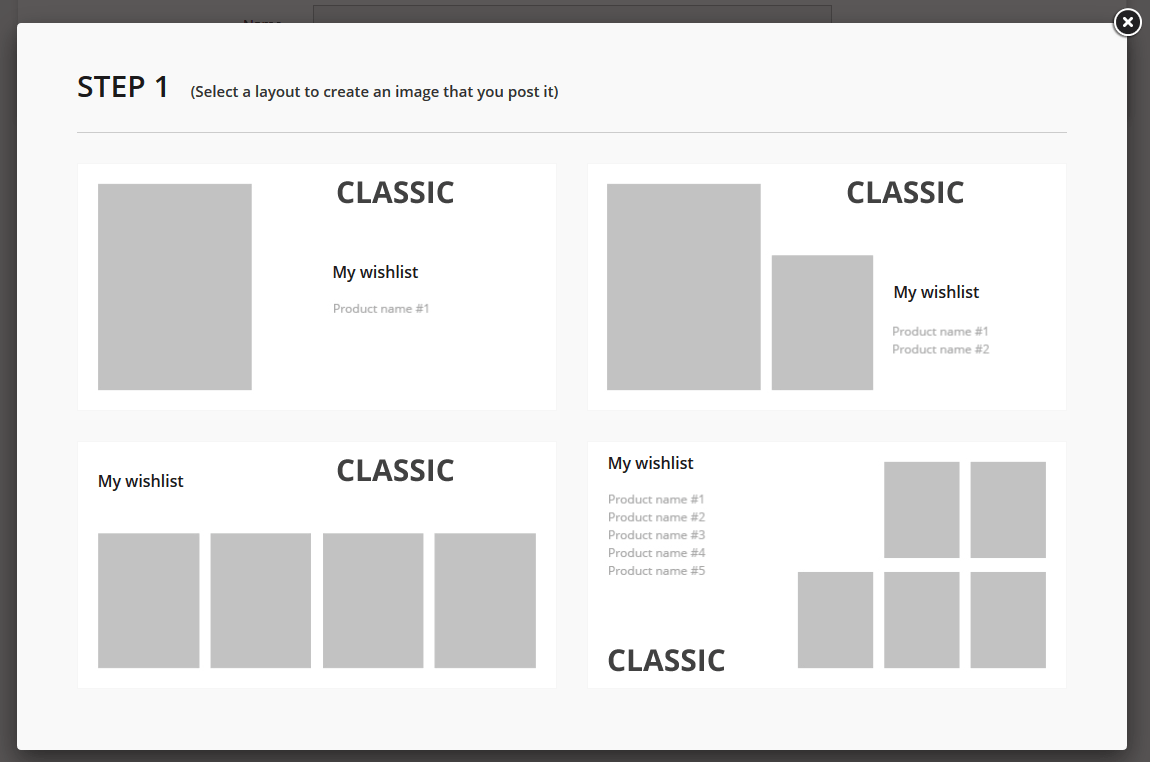 Name
STEP 1 (Select a layout to create an image that you post it)
CLASSIC
My wishlist
Product name #1
CLASSIC
My wishlist
Product name #1
Product name #2
My wishlist
CLASSIC
My wishlist
Product name #1
Product name #2
Product name #3
Product name #4
Product name #5
CLASSIC